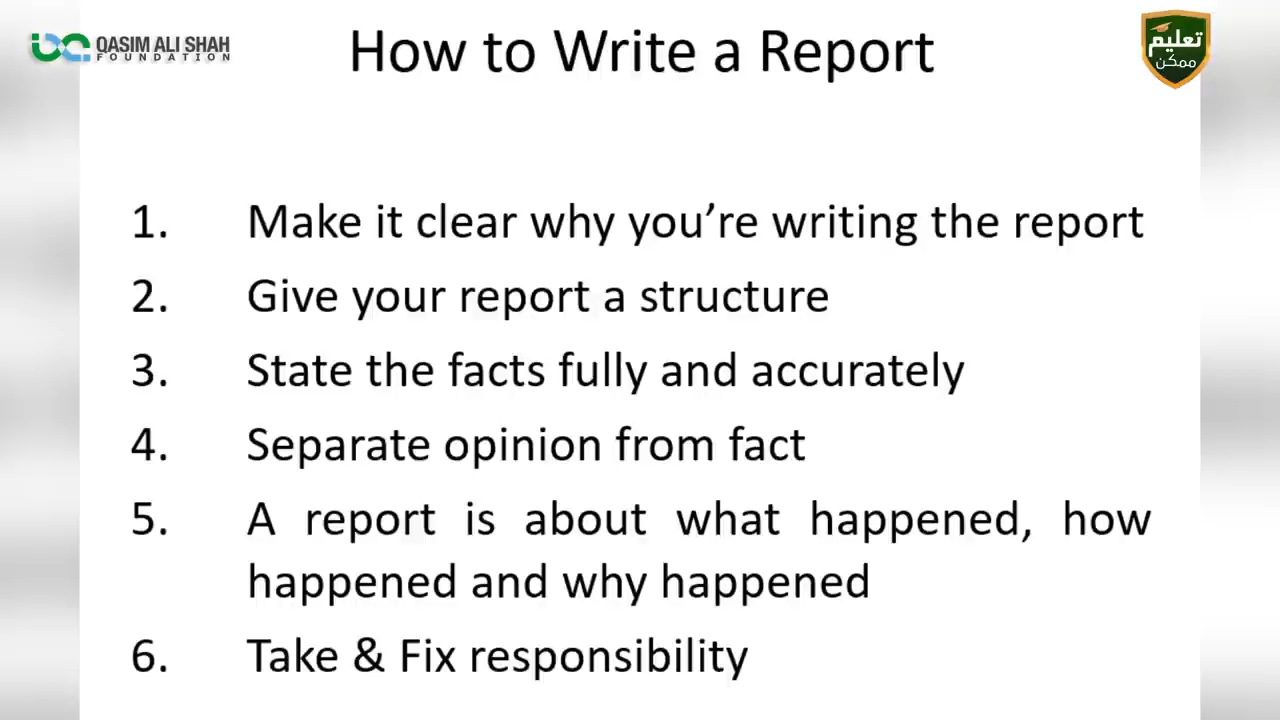 QASIM ALI SHAH
FOUNDATION
How to Write a Report
تعلیم
ممکن
1. Make it clear why you’re writing the report
2. Give your report a structure
3. State the facts fully and accurately
4. Separate opinion from fact
5. A report is about what happened, how
happened and why happened
6. Take & Fix responsibility